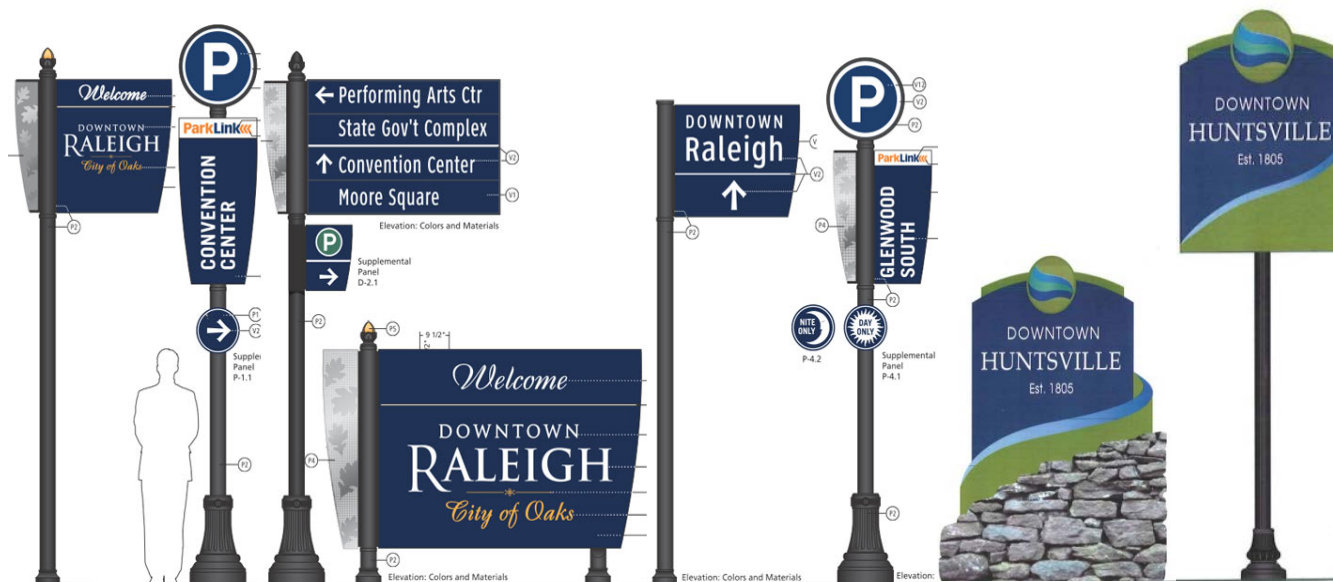 Welcome
DOWNTOWN
RALEIGH
City of Oaks
P2
P
ParkLink
CONVENTION
CENTER
P1
V2
Supple
Panel
P-1.1
P2
← Performing Arts Ctr
State Gov't Complex
↑ Convention Center
Moore Square
V2
V1
Elevation: Colors and Materials
P
→
Supplemental
Panel
D-2.1
P2
P5
9 1/2"
2"
Welcome
DOWNTOWN
RALEIGH
City of Oaks
P4
P2
Elevation: Colors and Materials
DOWNTOWN
Raleigh
↑
V
V2
P2
Elevation: Colors and Materials
P
V12
V2
P2
ParkLink
GLENWOOD
SOUTH
P4
P2
NITE
ONLY
P-4.2
DAY
ONLY
Supplemental
Panel
P-4.1
P2
Elevation:
DOWNTOWN
HUNTSVILLE
Est. 1805
DOWNTOWN
HUNTSVILLE
Est. 1805